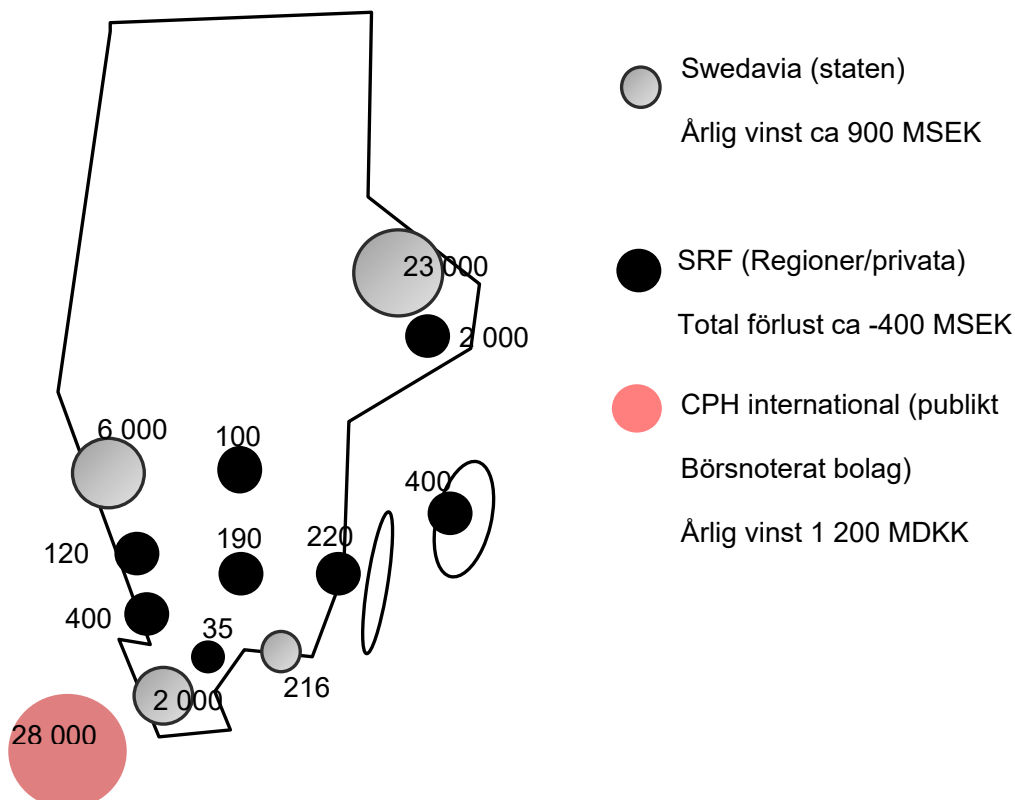 Swedavia (staten)
Årlig vinst ca 900 MSEK
23 000
SRF (Regioner/privata)
2 000
Total förlust ca -400 MSEK
CPH international (publikt
6 000
100
Börsnoterat bolag)
400
Årlig vinst 1 200 MDKK
120
190
220
400
35
216
2 000
28 000